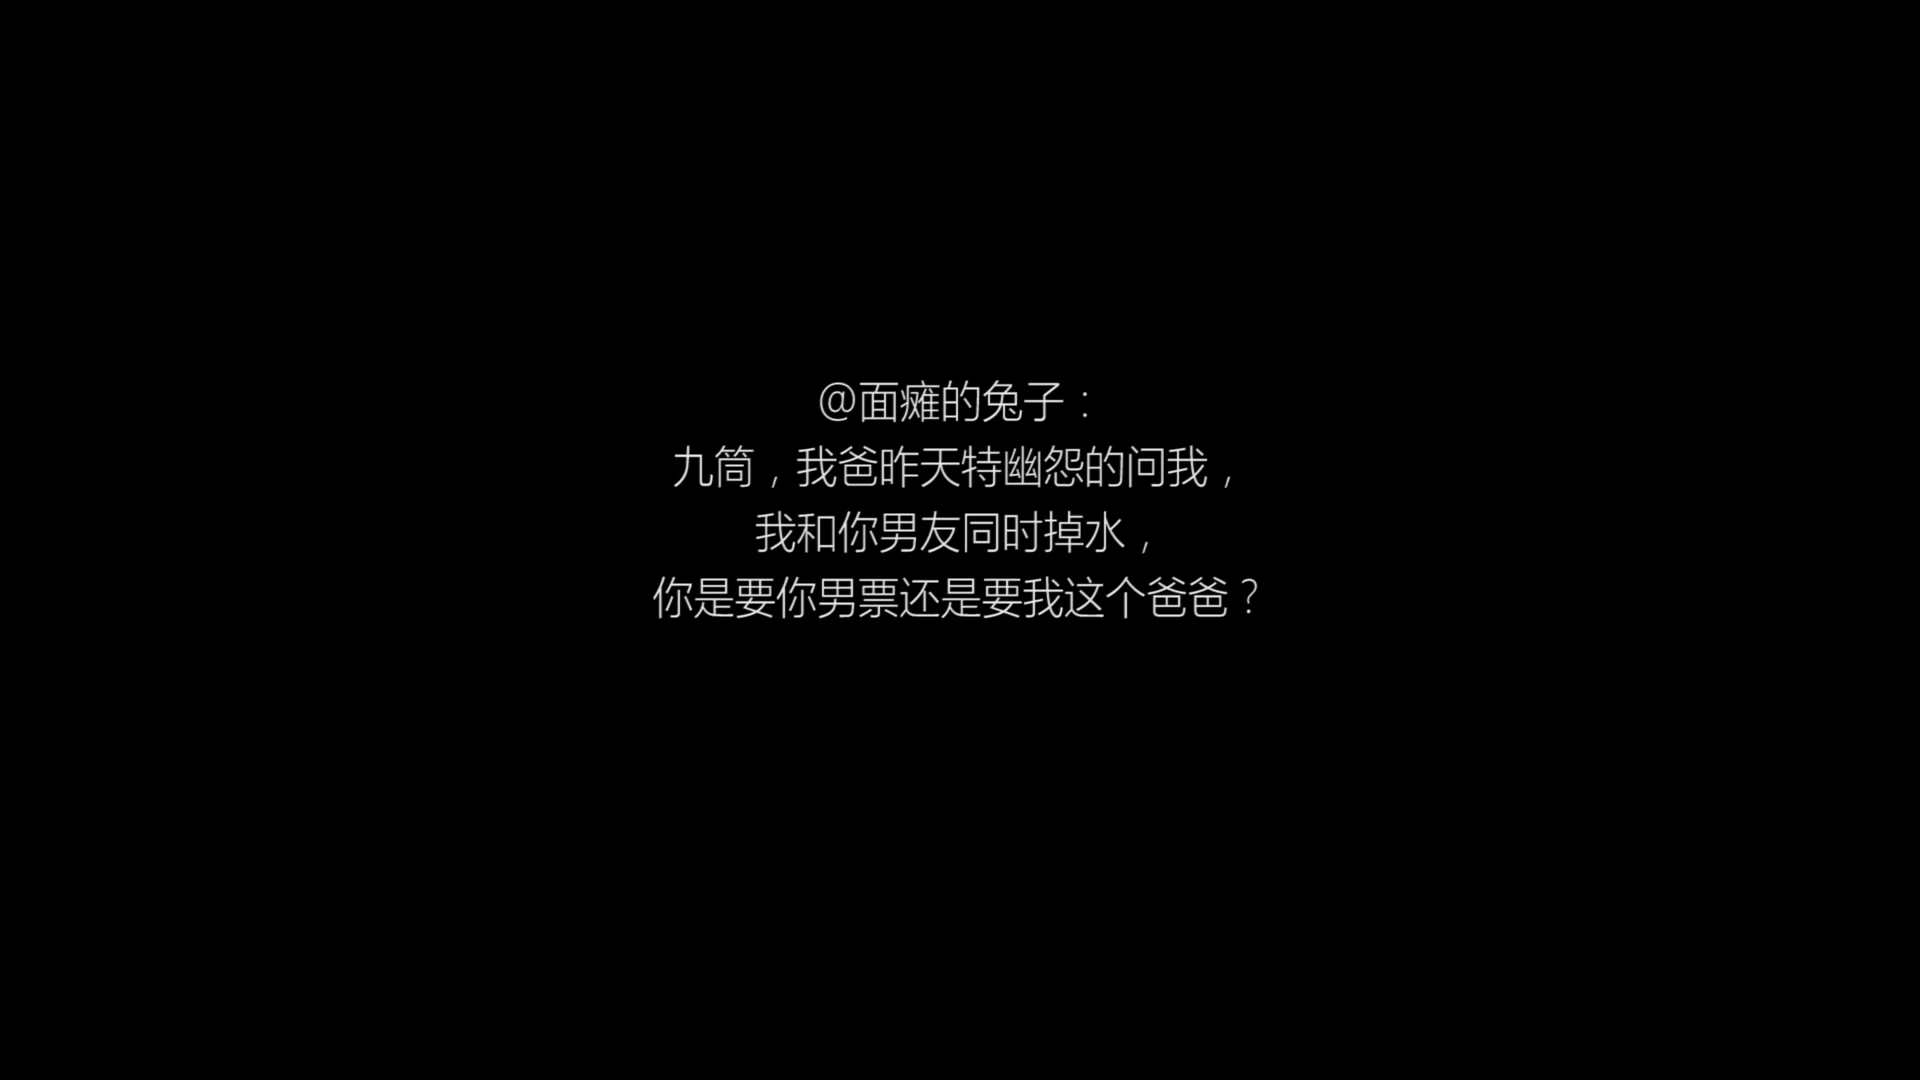 @面瘫的兔子：
九筒，我爸昨天特幽怨的问我，
我和你男友同时掉水，
你是要你男票还是要我这个爸爸？